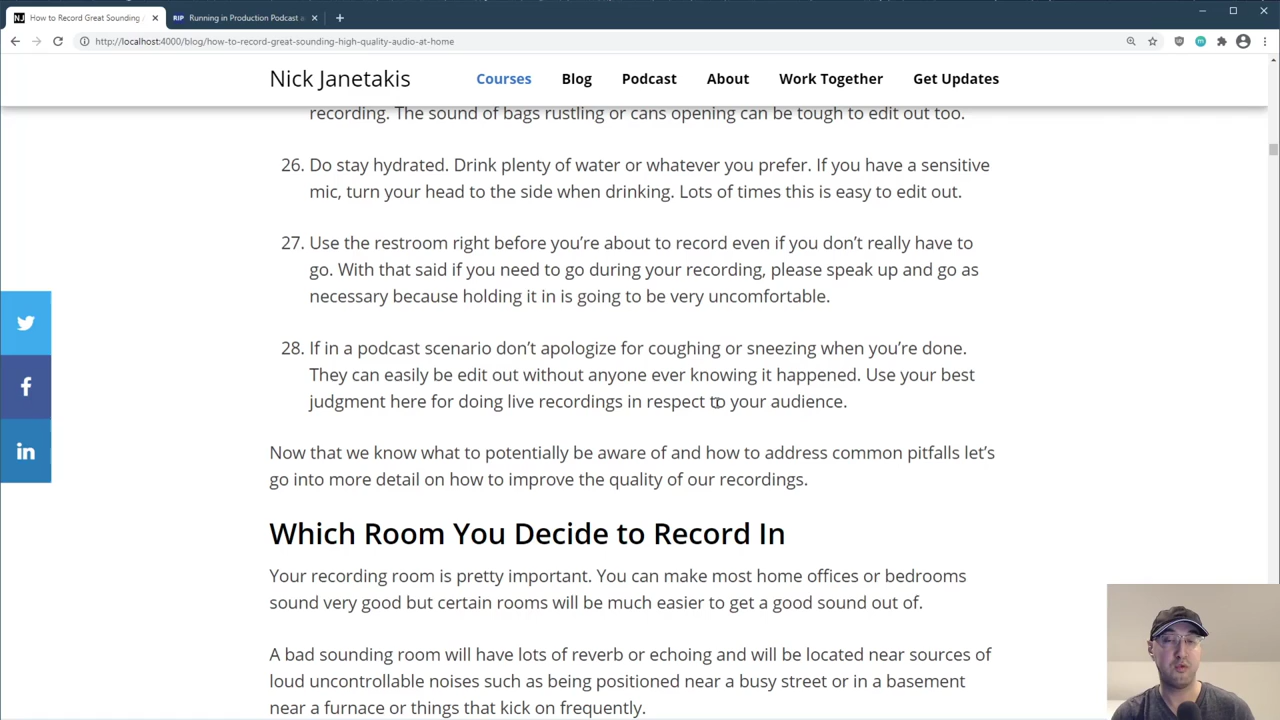 How to Record Great Sounding
Running in Production Podcast
http://localhost:4000/blog/how-to-record-great-sounding-high-quality-audio-at-home
Nick Janetakis Courses Blog Podcast About Work Together Get Updates
recording. The sound of bags rustling or cans opening can be tough to edit out too.
26. Do stay hydrated. Drink plenty of water or whatever you prefer. If you have a sensitive
mic, turn your head to the side when drinking. Lots of times this is easy to edit out.
27. Use the restroom right before you’re about to record even if you don’t really have to
go. With that said if you need to go during your recording, please speak up and go as
necessary because holding it in is going to be very uncomfortable.
28. If in a podcast scenario don’t apologize for coughing or sneezing when you’re done.
They can easily be edit out without anyone ever knowing it happened. Use your best
judgment here for doing live recordings in respect to your audience.
Now that we know what to potentially be aware of and how to address common pitfalls let’s
go into more detail on how to improve the quality of our recordings.
Which Room You Decide to Record In
Your recording room is pretty important. You can make most home offices or bedrooms
sound very good but certain rooms will be much easier to get a good sound out of.
A bad sounding room will have lots of reverb or echoing and will be located near sources of
loud uncontrollable noises such as being positioned near a busy street or in a basement
near a furnace or things that kick on frequently.